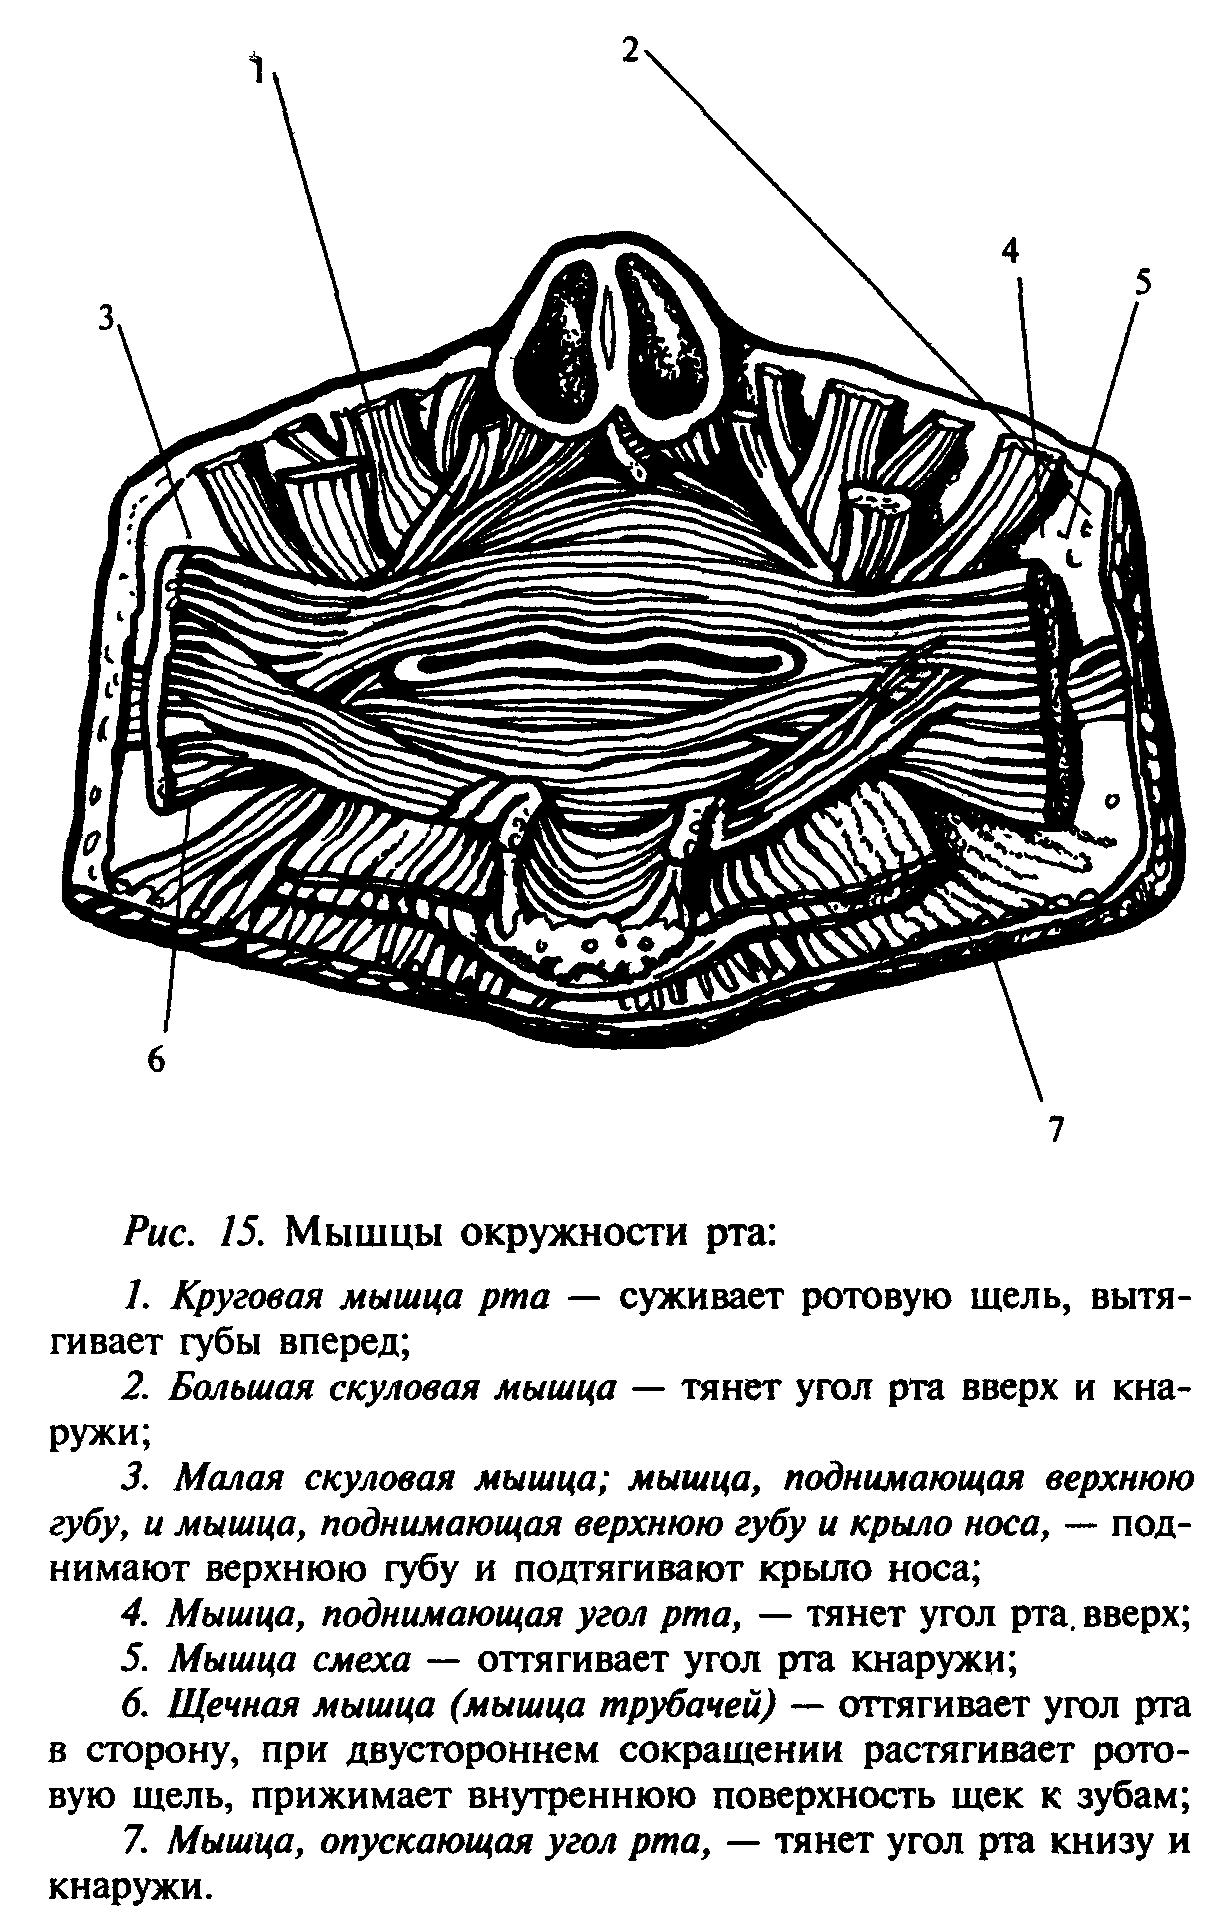 1
2
4
5
3
6
7
Рис. 15. Мышцы окружности рта:
1. Круговая мышца рта — суживает ротовую щель, вытя-
гивает губы вперед;
2. Большая скуловая мышца — тянет угол рта вверх и кна-
ружи;
3. Малая скуловая мышца; мышца, поднимающая верхнюю
губу, и мышца, поднимающая верхнюю губу и крыло носа, — под-
нимают верхнюю губу и подтягивают крыло носа;
4. Мышца, поднимающая угол рта, — тянет угол рта вверх;
5. Мышца смеха — оттягивает угол рта кнаружи;
6. Щечная мышца (мышца трубачей) — оттягивает угол рта
в сторону, при двустороннем сокращении растягивает рото-
вую щель, прижимает внутреннюю поверхность щек к зубам;
7. Мышца, опускающая угол рта, — тянет угол рта книзу и
кнаружи.